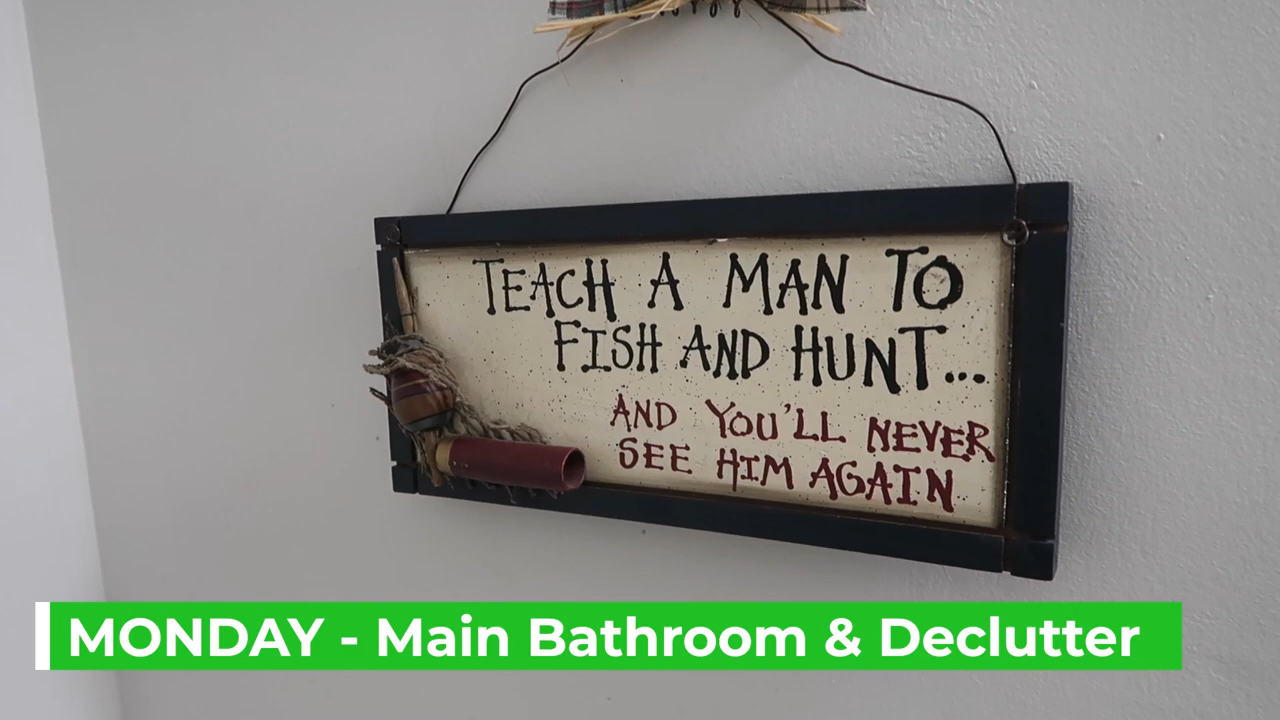 TEACH A MAN TO
FISH AND HUNT...
AND YOU'LL NEVER
SEE HIM AGAIN
MONDAY - Main Bathroom & Declutter